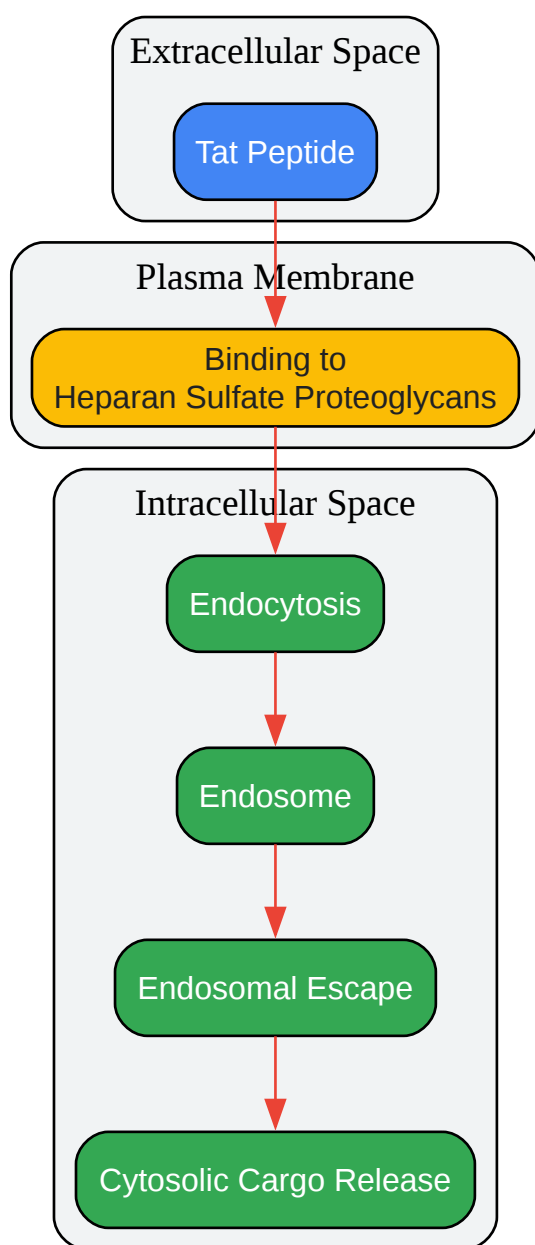 Extracellular Space
Tat Peptide
Plasma Membrane
Binding to
Heparan Sulfate Proteoglycans
Intracellular Space
Endocytosis
Endosome
Endosomal Escape
Cytosolic Cargo Release